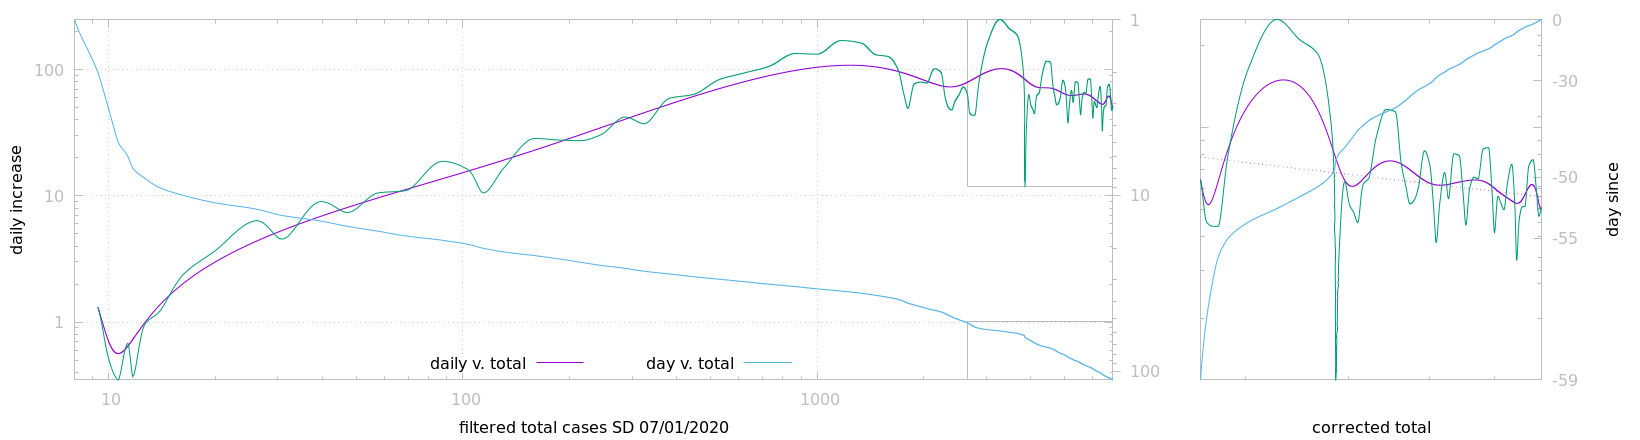 daily increase
100
10
1
10
100
1000
1
10
100
daily v. total
day v. total
filtered total cases SD 07/01/2020
0
-30
-50
-55
-59
day since
corrected total